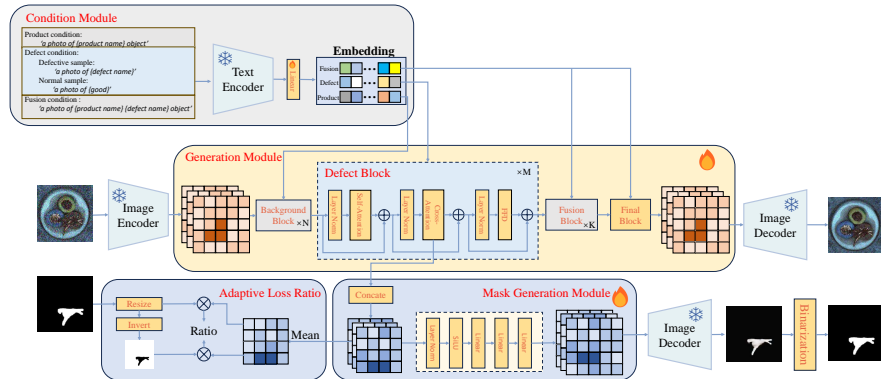 Condition Module
Product condition:
'a photo of {product name} object'
Defect condition:
Defective sample:
'a photo of {defect name}'
Normal sample:
'a photo of {good}'
Fusion condition :
'a photo of {product name} {defect name} object'
Text
Encoder
Linear
Embedding
Fusion
Defect
Product
Generation Module
Image
Encoder
Background
Block
×N
Defect Block
×M
Layer Norm
Self-Attention
Layer Norm
Cross-
Attention
Layer Norm
FFD
Fusion
Block
×K
Final
Block
Image
Decoder
Adaptive Loss Ratio
Resize
Invert
Ratio
Mean
Concate
Mask Generation Module
Layer Norm
SILU
Linear
Linear
Linear
Image
Decoder
Binarization